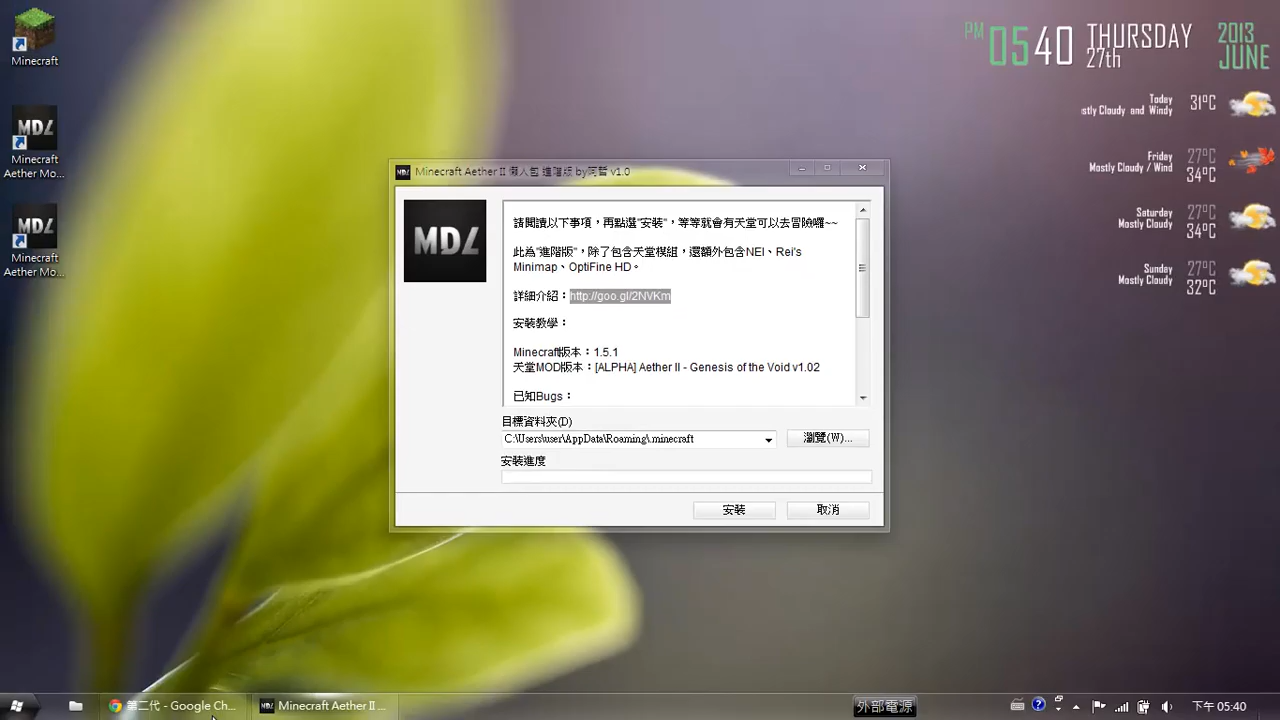 Minecraft
MDL
Minecraft
Aether Mo...
MDL
Minecraft
Aether Mo...
PM 05 40 THURSDAY 27th 2013 JUNE
Today
stly Cloudy and Windy
31°C
Friday
Mostly Cloudy / Wind
27°C
34°C
Saturday
Mostly Cloudy
27°C
34°C
Sunday
Mostly Cloudy
27°C
32°C
MDL Minecraft Aether II 懶人包 進階版 by阿哲 v1.0
MDL
請閱讀以下事項，再點選"安裝"，等等就會有天堂可以去冒險囉~~
此為"進階版"，除了包含天堂模組，還額外包含NEI、Rei's
Minimap、OptiFine HD。
詳細介紹：http://goo.gl/2NVKm
安裝教學：
Minecraft版本：1.5.1
天堂MOD版本：[ALPHA] Aether II - Genesis of the Void v1.02
已知Bugs：
目標資料夾(D)
C:\Users\user\AppData\Roaming\.minecraft
瀏覽(W)...
安裝進度
安裝
取消
第二代 - Google Ch...
MDL Minecraft Aether II ...
外部電源
下午 05:40